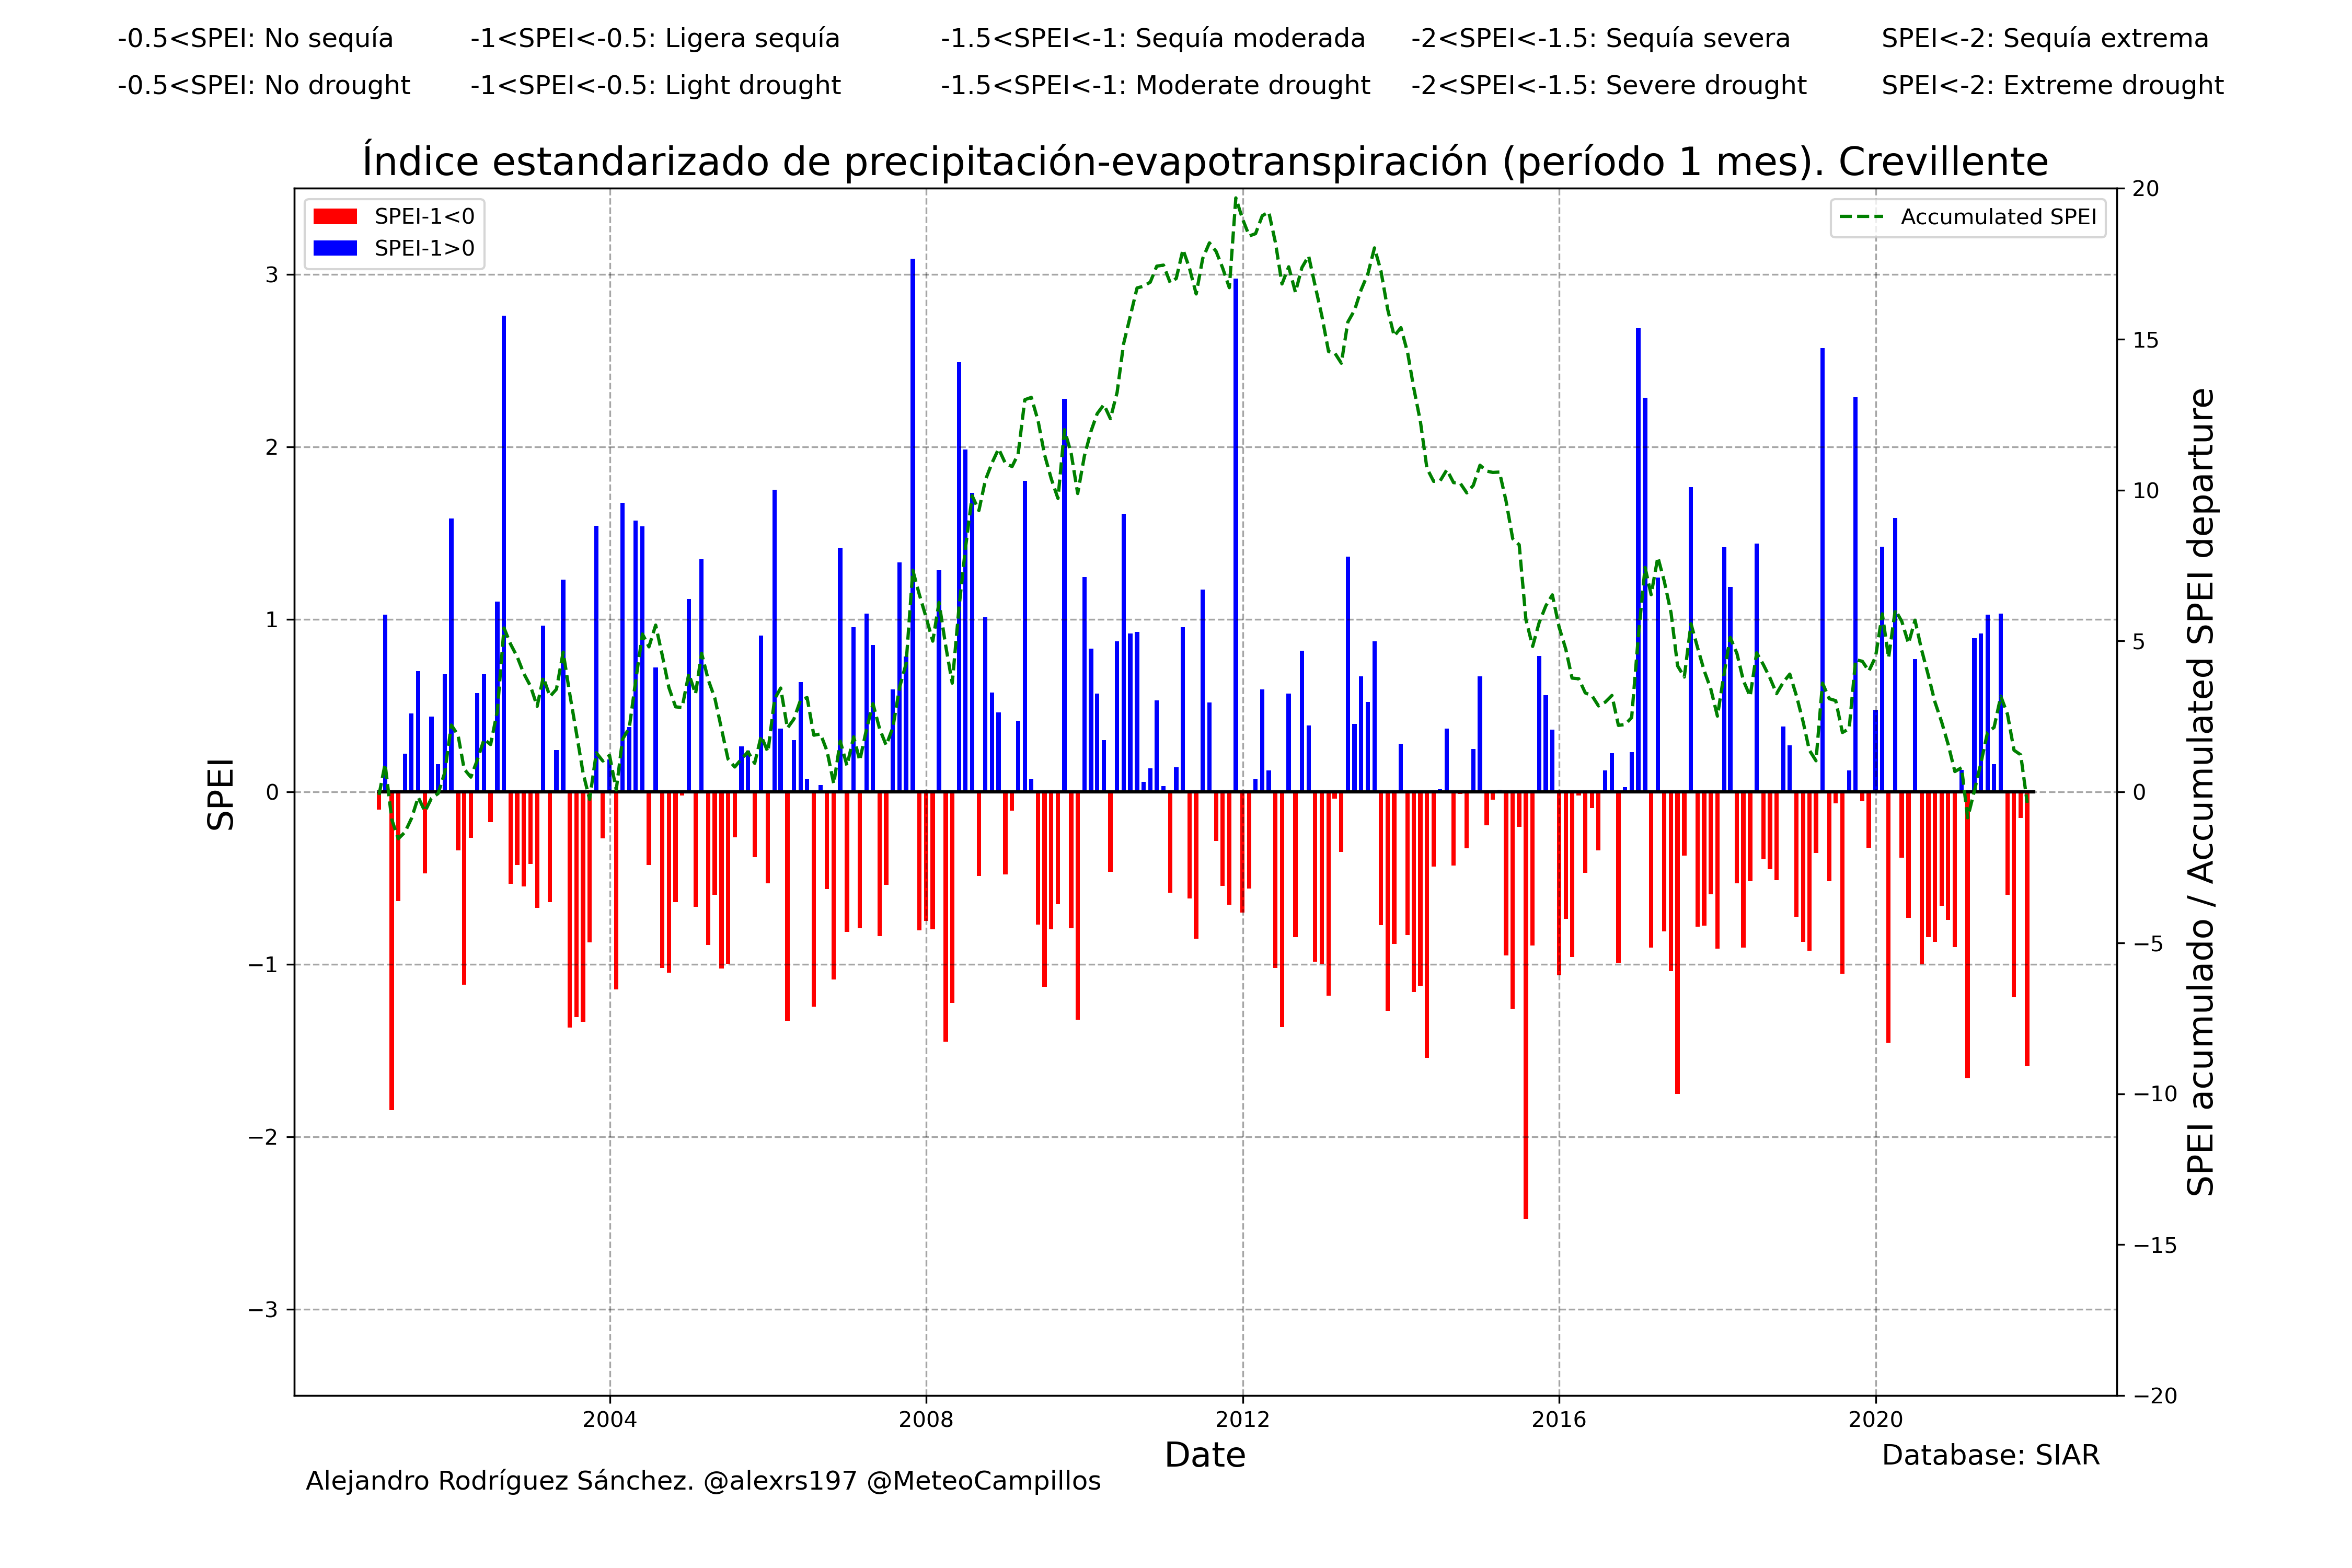 -0.5<SPEI: No sequía -1<SPEI<-0.5: Ligera sequía -1.5<SPEI<-1: Sequía moderada -2<SPEI<-1.5: Sequía severa SPEI<-2: Sequía extrema
-0.5<SPEI: No drought -1<SPEI<-0.5: Light drought -1.5<SPEI<-1: Moderate drought -2<SPEI<-1.5: Severe drought SPEI<-2: Extreme drought
Índice estandarizado de precipitación-evapotranspiración (período 1 mes). Crevillente
SPEI-1<0
SPEI-1>0
Accumulated SPEI
SPEI
3
2
1
0
−1
−2
−3
20
15
10
5
0
−5
−10
−15
−20
SPEI acumulado / Accumulated SPEI departure
2004 2008 2012 2016 2020
Date
Database: SIAR
Alejandro Rodríguez Sánchez. @alexrs197 @MeteoCampillos